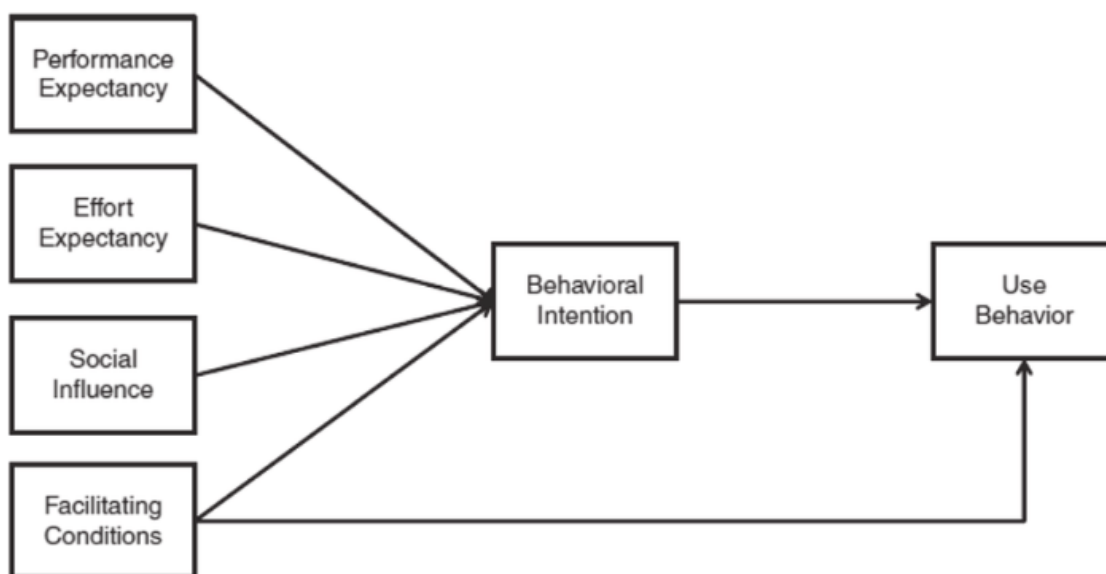 Performance
Expectancy
Effort
Expectancy
Social
Influence
Facilitating
Conditions
Behavioral
Intention
Use
Behavior